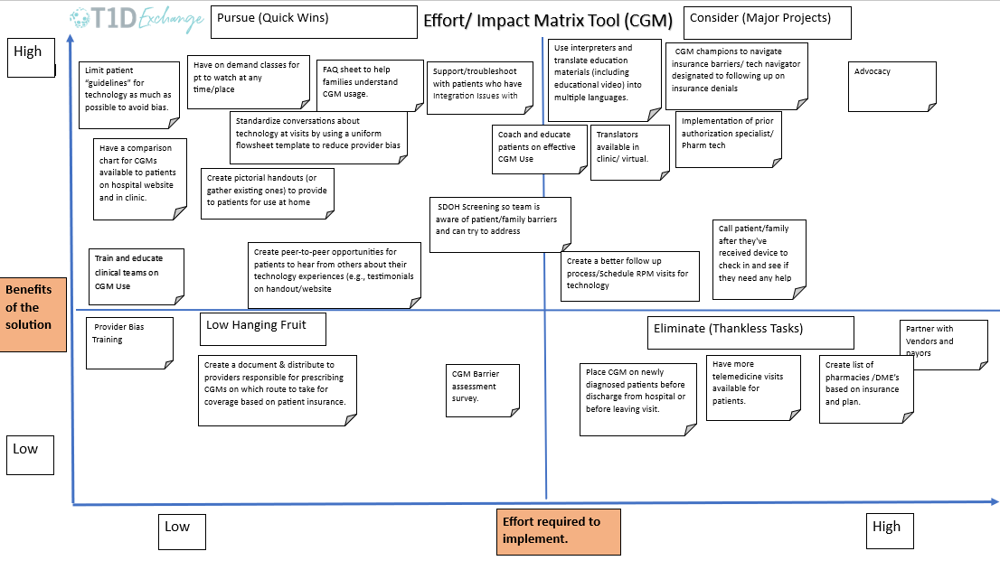 T1D Exchange
Pursue (Quick Wins)
Effort/ Impact Matrix Tool (CGM)
Consider (Major Projects)
High
Limit patient
“guidelines” for
technology as much as
possible to avoid bias.
Have on demand classes for
pt to watch at any
time/place
FAQ sheet to help
families understand
CGM usage.
Support/troubleshoot
with patients who have
Integration Issues with
Use interpreters and
translate education
materials (including
educational video) into
multiple languages.
CGM champions to navigate
insurance barriers/ tech navigator
designated to following up on
insurance denials
Advocacy
Standardize conversations about
technology at visits by using a uniform
flowsheet template to reduce provider bias
Coach and educate
patients on effective
CGM Use
Translators
available in
clinic/ virtual.
Implementation of prior
authorization specialist/
Pharm tech
Have a comparison
chart for CGMs
available to patients
on hospital website
and in clinic.
Create pictorial handouts (or
gather existing ones) to provide
to patients for use at home
SDOH Screening so team is
aware of patient/family barriers
and can try to address
Train and educate
clinical teams on
CGM Use
Create peer-to-peer opportunities for
patients to hear from others about their
technology experiences (e.g., testimonials
on handout/website
Create a better follow up
process/Schedule RPM visits for
technology
Call patient/family
after they've
received device to
check in and see if
they need any help
Benefits
of the
solution
Provider Bias
Training
Low Hanging Fruit
Eliminate (Thankless Tasks)
Partner with
Vendors and
payors
Create a document & distribute to
providers responsible for prescribing
CGMs on which route to take for
coverage based on patient insurance.
CGM Barrier
assessment
survey.
Place CGM on newly
diagnosed patients before
discharge from hospital or
before leaving visit.
Have more
telemedicine visits
available for
patients.
Create list of
pharmacies /DME's
based on insurance
and plan.
Low
Low
Effort required to
implement.
High